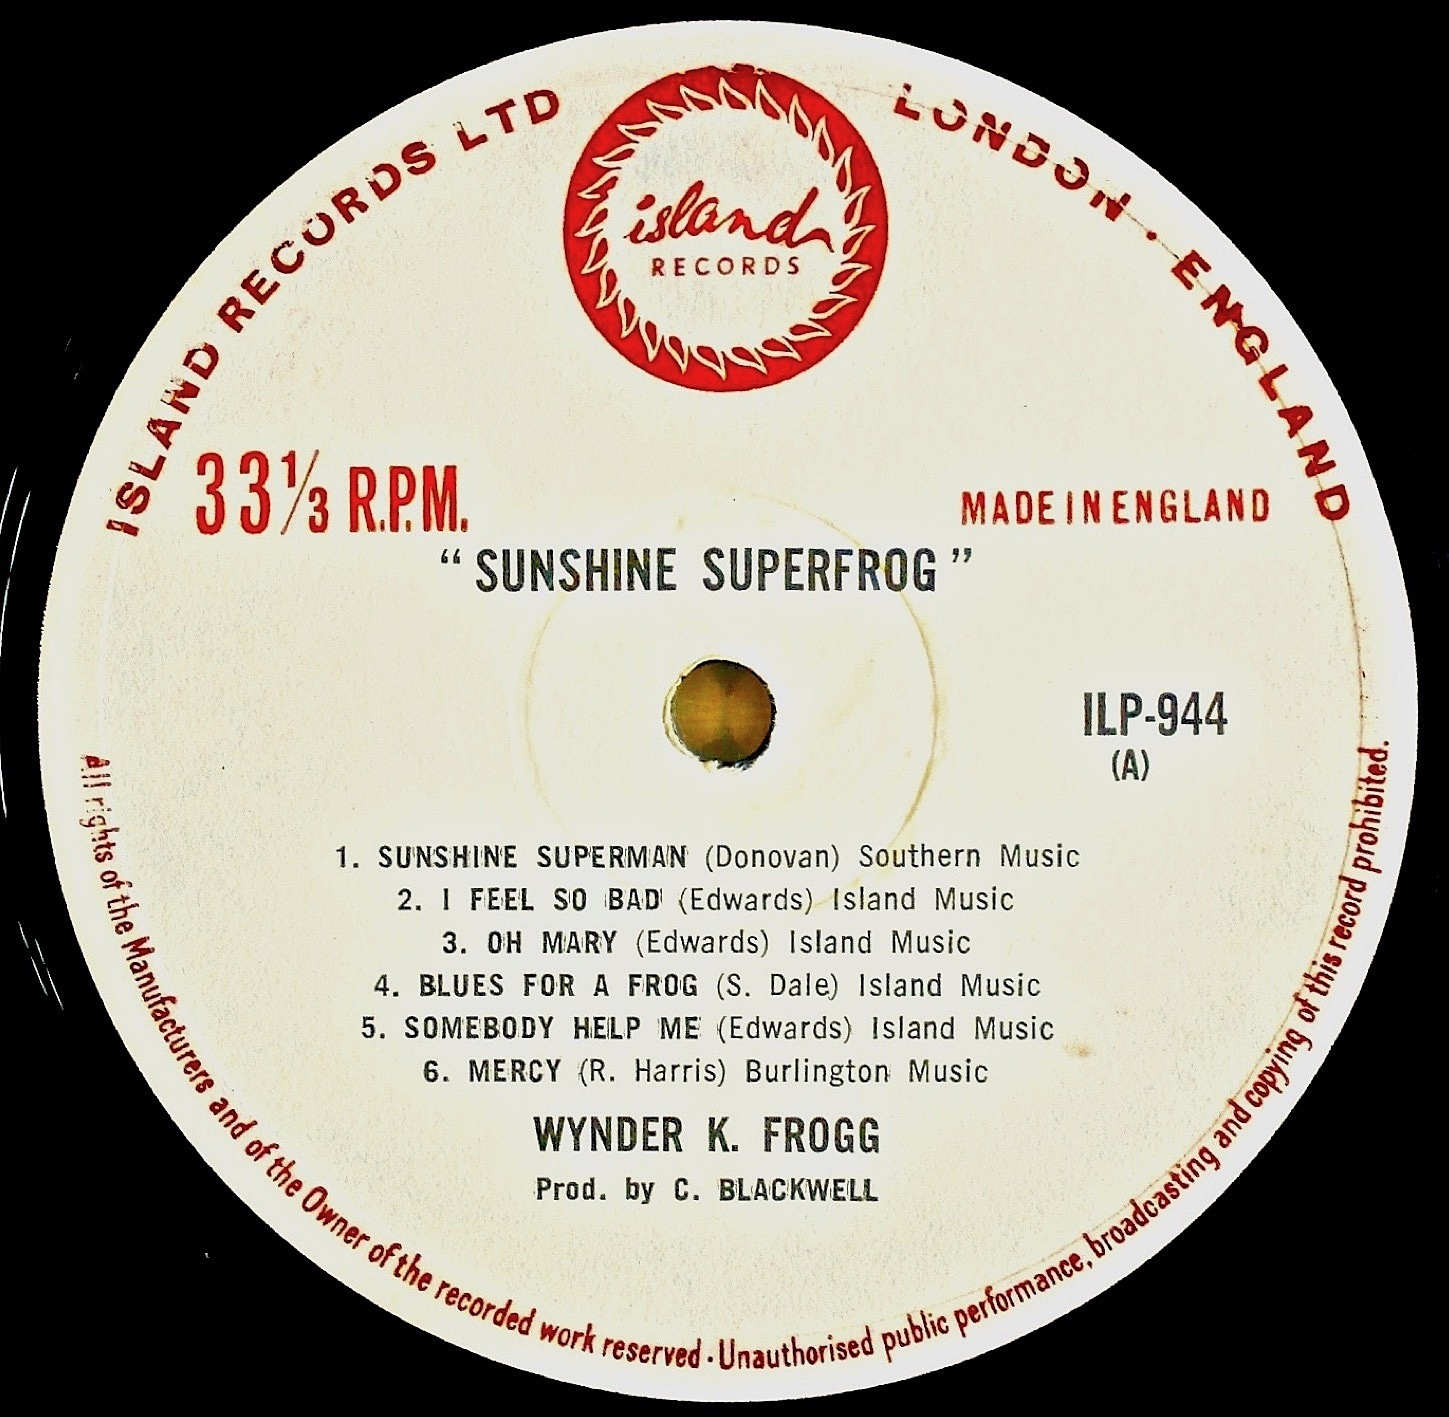 ISLAND RECORDS LTD
LONDON · ENGLAND
island
RECORDS
33⅓ R.P.M.
MADE IN ENGLAND
“SUNSHINE SUPERFROG”
ILP-944
(A)
1. SUNSHINE SUPERMAN (Donovan) Southern Music
2. I FEEL SO BAD (Edwards) Island Music
3. OH MARY (Edwards) Island Music
4. BLUES FOR A FROG (S. Dale) Island Music
5. SOMEBODY HELP ME (Edwards) Island Music
6. MERCY (R. Harris) Burlington Music
WYNDER K. FROGG
Prod. by C. BLACKWELL
All rights of the Manufacturers and of the Owner of the recorded work reserved · Unauthorised public performance, broadcasting and copying of this record prohibited.